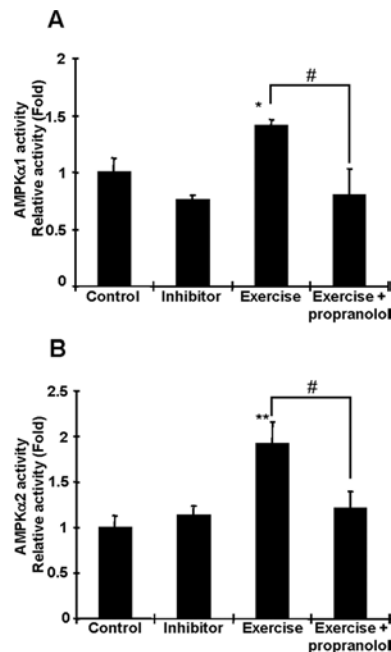 A
AMPKα1 activity
Relative activity (Fold)
2
1.5
1
0.5
0
*
#
Control Inhibitor Exercise Exercise +
propranolol
B
AMPKα2 activity
Relative activity (Fold)
2.5
2
1.5
1
0.5
0
**
#
Control Inhibitor Exercise Exercise +
propranolol